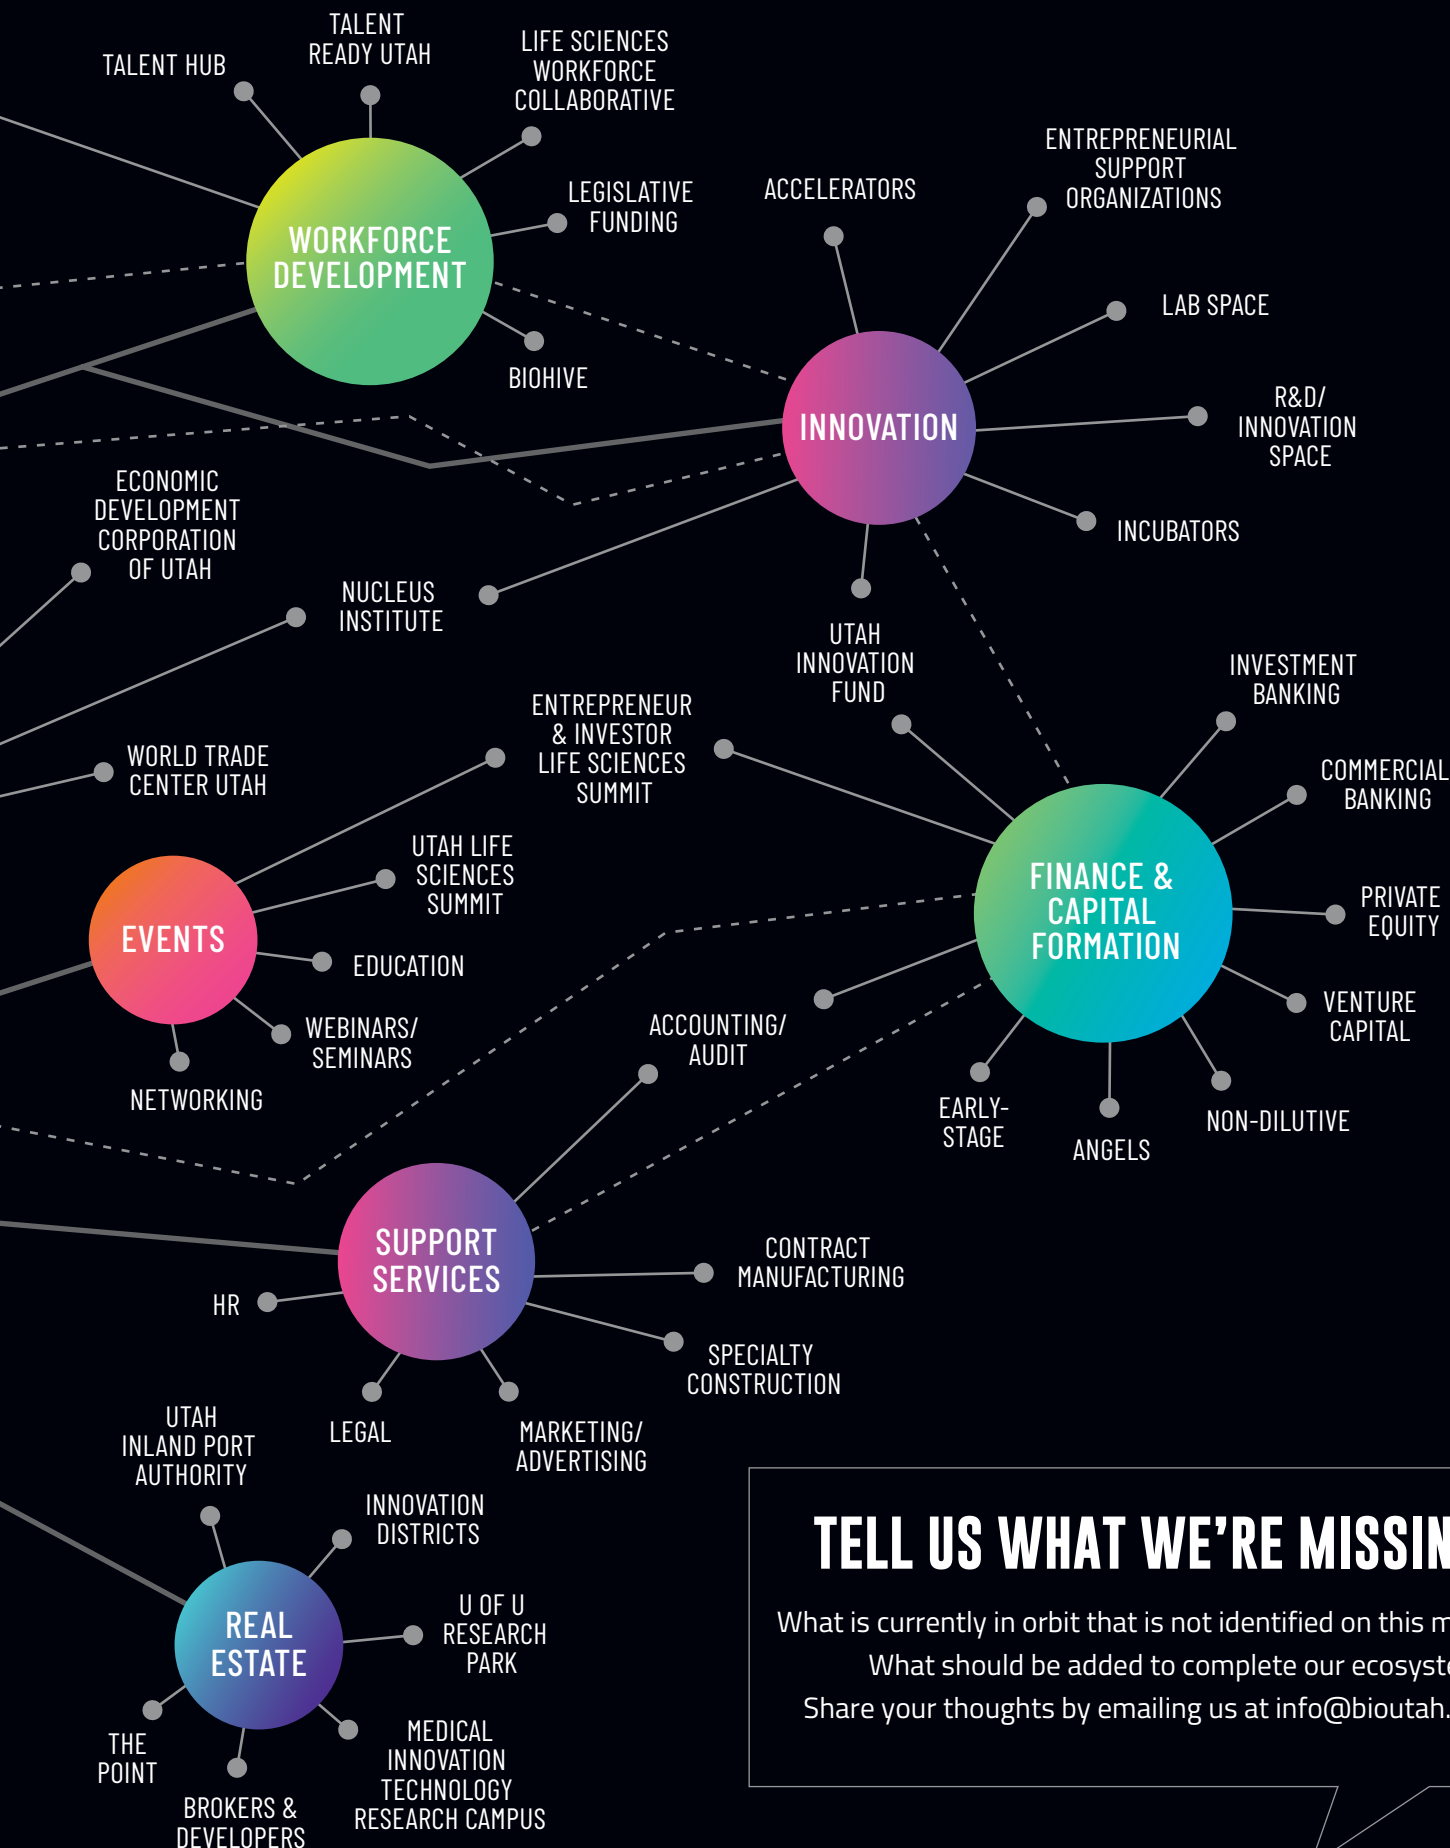 TALENT HUB
TALENT
READY UTAH
LIFE SCIENCES
WORKFORCE
COLLABORATIVE
LEGISLATIVE
FUNDING
WORKFORCE
DEVELOPMENT
BIOHIVE
ACCELERATORS
ENTREPRENEURIAL
SUPPORT
ORGANIZATIONS
LAB SPACE
R&D/
INNOVATION
SPACE
INNOVATION
INCUBATORS
ECONOMIC
DEVELOPMENT
CORPORATION
OF UTAH
NUCLEUS
INSTITUTE
UTAH
INNOVATION
FUND
INVESTMENT
BANKING
ENTREPRENEUR
& INVESTOR
LIFE SCIENCES
SUMMIT
WORLD TRADE
CENTER UTAH
COMMERCIAL
BANKING
UTAH LIFE
SCIENCES
SUMMIT
FINANCE &
CAPITAL
FORMATION
PRIVATE
EQUITY
EVENTS
EDUCATION
VENTURE
CAPITAL
WEBINARS/
SEMINARS
ACCOUNTING/
AUDIT
NETWORKING
EARLY-
STAGE
ANGELS
NON-DILUTIVE
SUPPORT
SERVICES
CONTRACT
MANUFACTURING
HR
SPECIALTY
CONSTRUCTION
LEGAL
MARKETING/
ADVERTISING
UTAH
INLAND PORT
AUTHORITY
INNOVATION
DISTRICTS
U OF U
RESEARCH
PARK
REAL
ESTATE
THE
POINT
MEDICAL
INNOVATION
TECHNOLOGY
RESEARCH CAMPUS
BROKERS &
DEVELOPERS
TELL US WHAT WE'RE
What is currently in orbit that is not identified on this
What should be added to complete our
Share your thoughts by emailing us at info@bioutah.